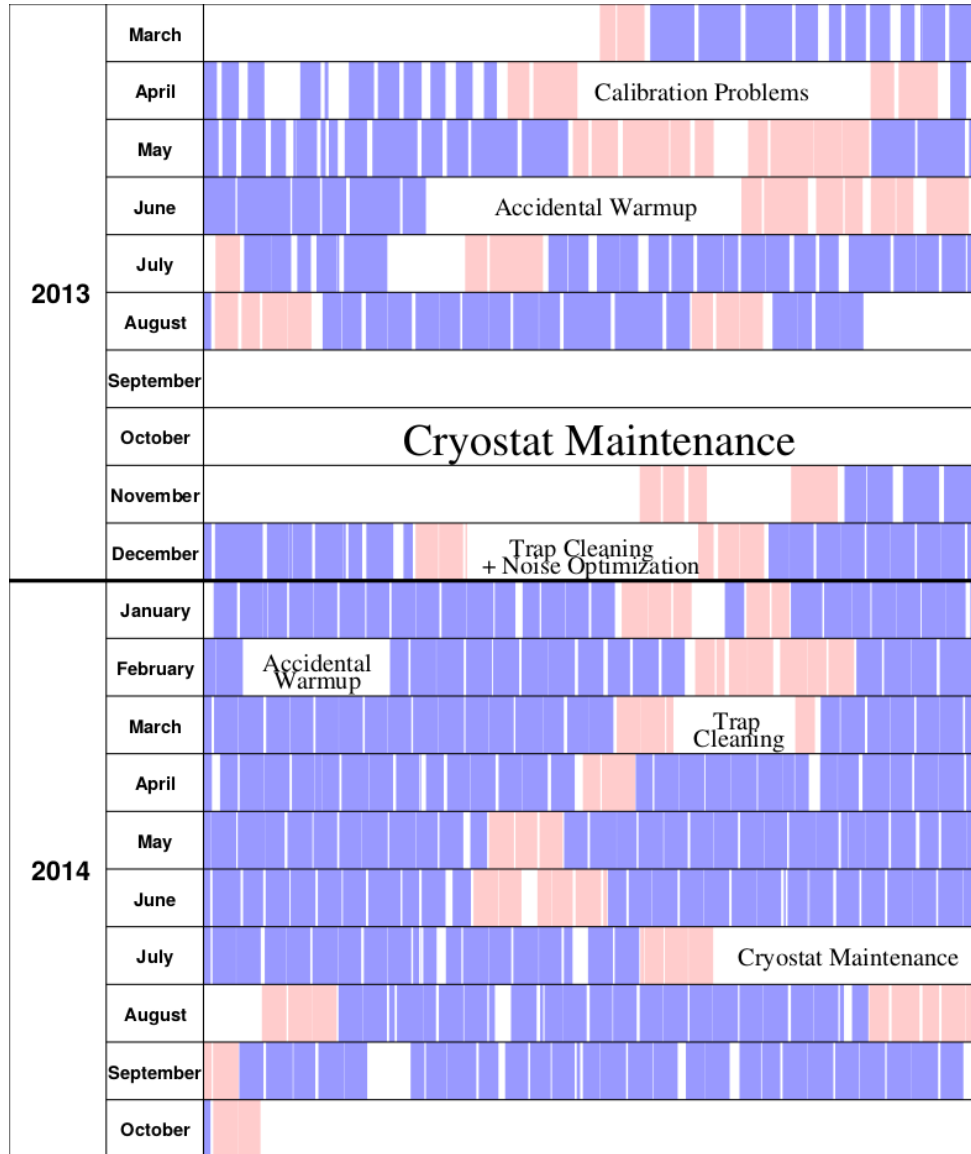 2013
March
April
Calibration Problems
May
June
Accidental Warmup
July
August
September
October
Cryostat Maintenance
November
December
Trap Cleaning
+ Noise Optimization
2014
January
February
Accidental
Warmup
March
Trap
Cleaning
April
May
June
July
Cryostat Maintenance
August
September
October